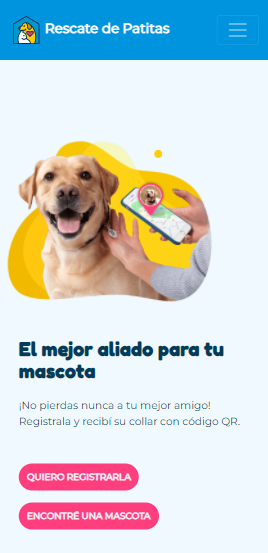 Rescate de Patitas
El mejor aliado para tu
mascota
¡No pierdas nunca a tu mejor amigo!
Registrala y recibí su collar con código QR.
QUIERO REGISTRARLA
ENCONTRÉ UNA MASCOTA